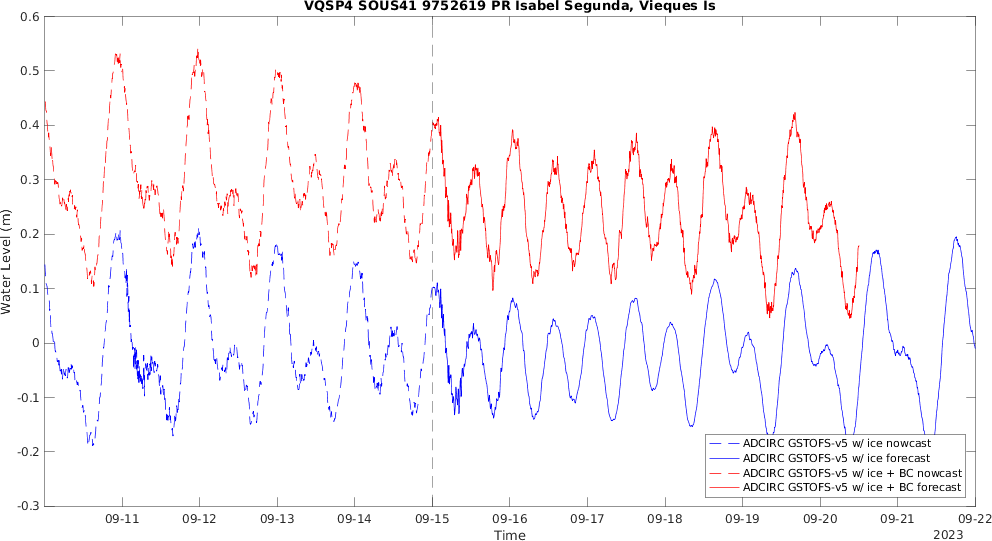 VQSP4 SOUS41 9752619 PR Isabel Segunda, Vieques Is
Water Level (m)
0.6
0.5
0.4
0.3
0.2
0.1
0
-0.1
-0.2
-0.3
ADCIRC GSTOFS-v5 w/ ice nowcast
ADCIRC GSTOFS-v5 w/ ice forecast
ADCIRC GSTOFS-v5 w/ ice + BC nowcast
ADCIRC GSTOFS-v5 w/ ice + BC forecast
09-11 09-12 09-13 09-14 09-15 09-16 09-17 09-18 09-19 09-20 09-21 09-22
Time
2023